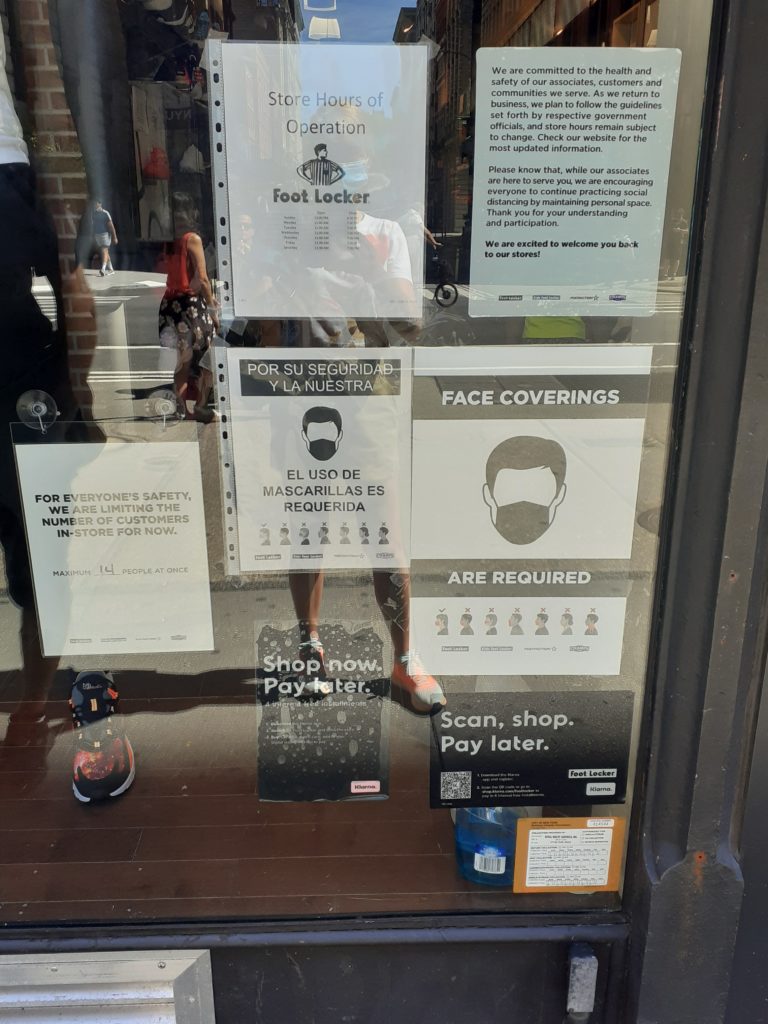 Store Hours of
Operation
Foot Locker
We are committed to the health and
safety of our associates, customers and
communities we serve. As we return to
business, we plan to follow the guidelines
set forth by respective government
officials, and store hours remain subject
to change. Check our website for the
most updated information.
Please know that, while our associates
are here to serve you, we are encouraging
everyone to continue practicing social
distancing by maintaining personal space.
Thank you for your understanding
and participation.
We are excited to welcome you back
to our stores!
POR SU SEGURIDAD
Y LA NUESTRA
EL USO DE
MASCARILLAS ES
REQUERIDA
FACE COVERINGS
ARE REQUIRED
Foot Locker
FOR EVERYONE'S SAFETY,
WE ARE LIMITING THE
NUMBER OF CUSTOMERS
IN-STORE FOR NOW.
MAXIMUM 14 PEOPLE AT ONCE
Shop now.
Pay later.
4 interest free installments
Klarna.
Scan, shop.
Pay later.
Foot Locker
Klarna.